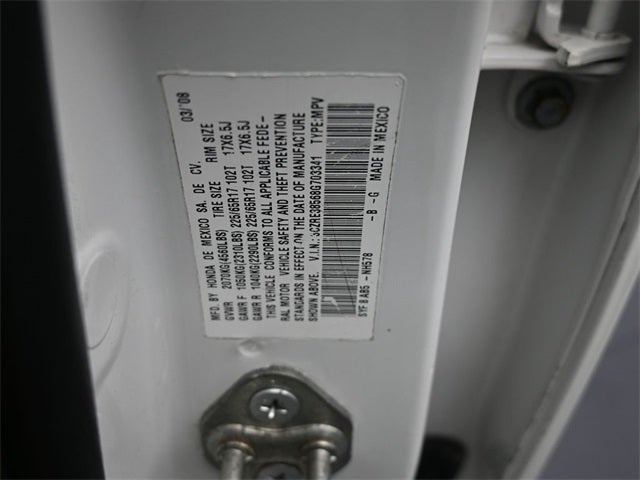 MFD. BY HONDA DE MEXICO SA. DE CV. 03/'08
TIRE SIZE RIM SIZE
GVWR 2070KG(4560LBS)
GAWR F 1050KG(2310LBS) 225/65R17 102T 17X6.5J
GAWR R 1040KG(2290LBS) 225/65R17 102T 17X6.5J
THIS VEHICLE CONFORMS TO ALL APPLICABLE FEDE-
RAL MOTOR VEHICLE SAFETY AND THEFT PREVENTION
STANDARDS IN EFFECT ON THE DATE OF MANUFACTURE
SHOWN ABOVE. V.I.N.: TYPE:MPV
SYF 8 AB5 -NH578 -B -G MADE IN MEXICO